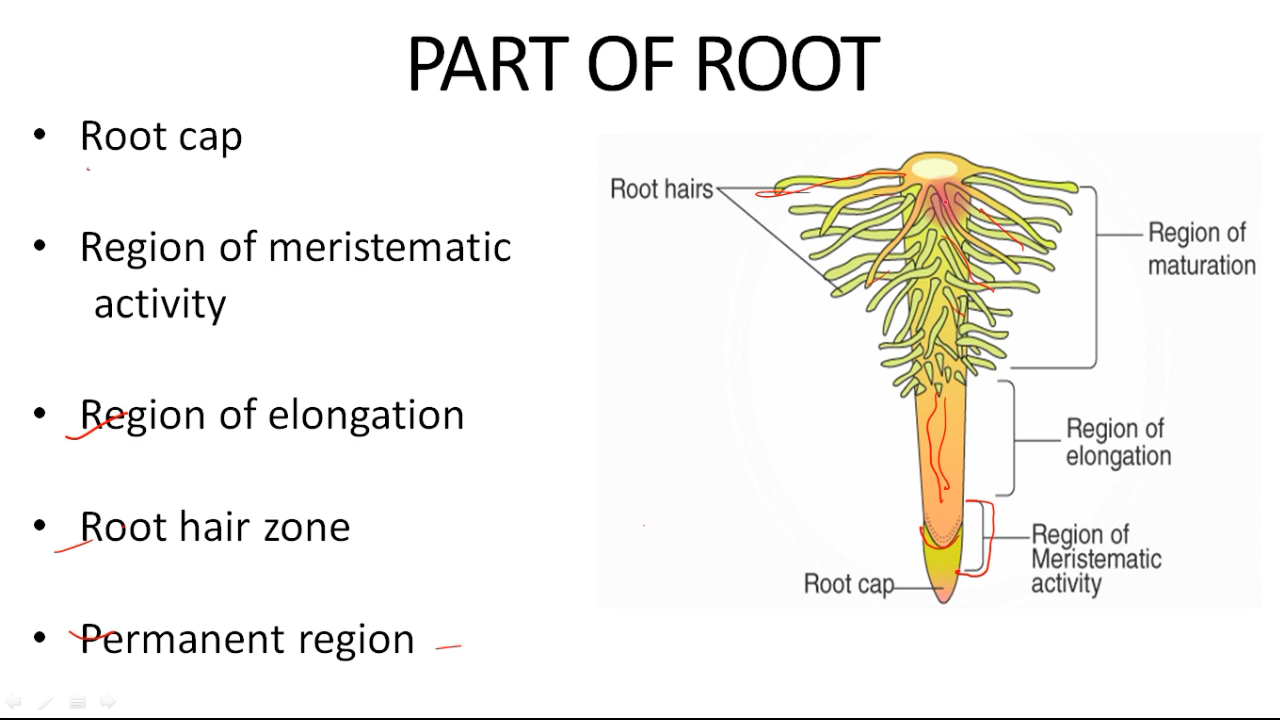 PART OF ROOT
• Root cap
• Region of meristematic
activity
• Region of elongation
• Root hair zone
• Permanent region
Root hairs
Region of
maturation
Region of
elongation
Region of
Meristematic
activity
Root cap